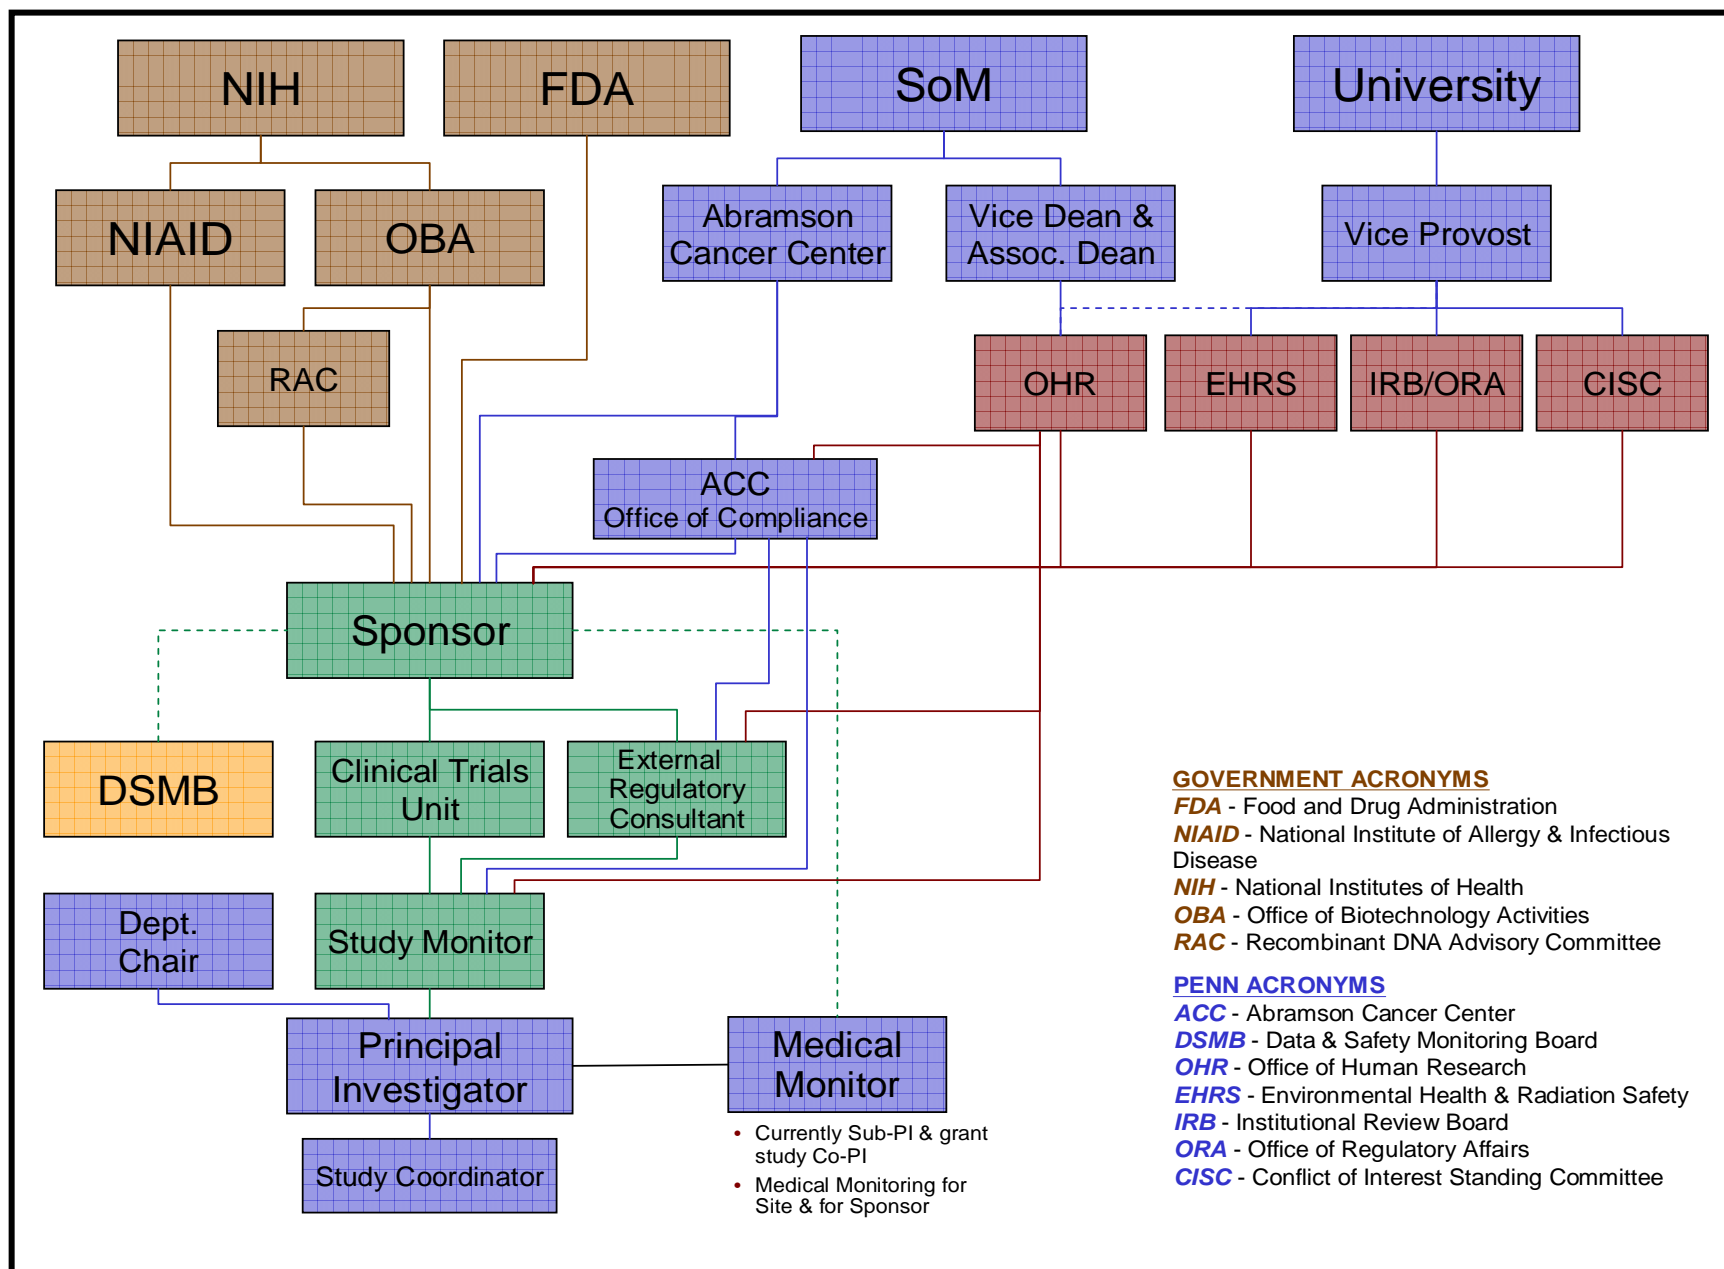 NIH
FDA
SoM
University
NIAID
OBA
Abramson
Cancer Center
Vice Dean &
Assoc. Dean
Vice Provost
RAC
OHR
EHRS
IRB/ORA
CISC
ACC
Office of Compliance
Sponsor
DSMB
Clinical Trials
Unit
External
Regulatory
Consultant
Dept.
Chair
Study Monitor
Principal
Investigator
Medical
Monitor
Study Coordinator
• Currently Sub-PI & grant
study Co-PI
• Medical Monitoring for
Site & for Sponsor
GOVERNMENT ACRONYMS
FDA - Food and Drug Administration
NIAID - National Institute of Allergy & Infectious
Disease
NIH - National Institutes of Health
OBA - Office of Biotechnology Activities
RAC - Recombinant DNA Advisory Committee
PENN ACRONYMS
ACC - Abramson Cancer Center
DSMB - Data & Safety Monitoring Board
OHR - Office of Human Research
EHRS - Environmental Health & Radiation Safety
IRB - Institutional Review Board
ORA - Office of Regulatory Affairs
CISC - Conflict of Interest Standing Committee